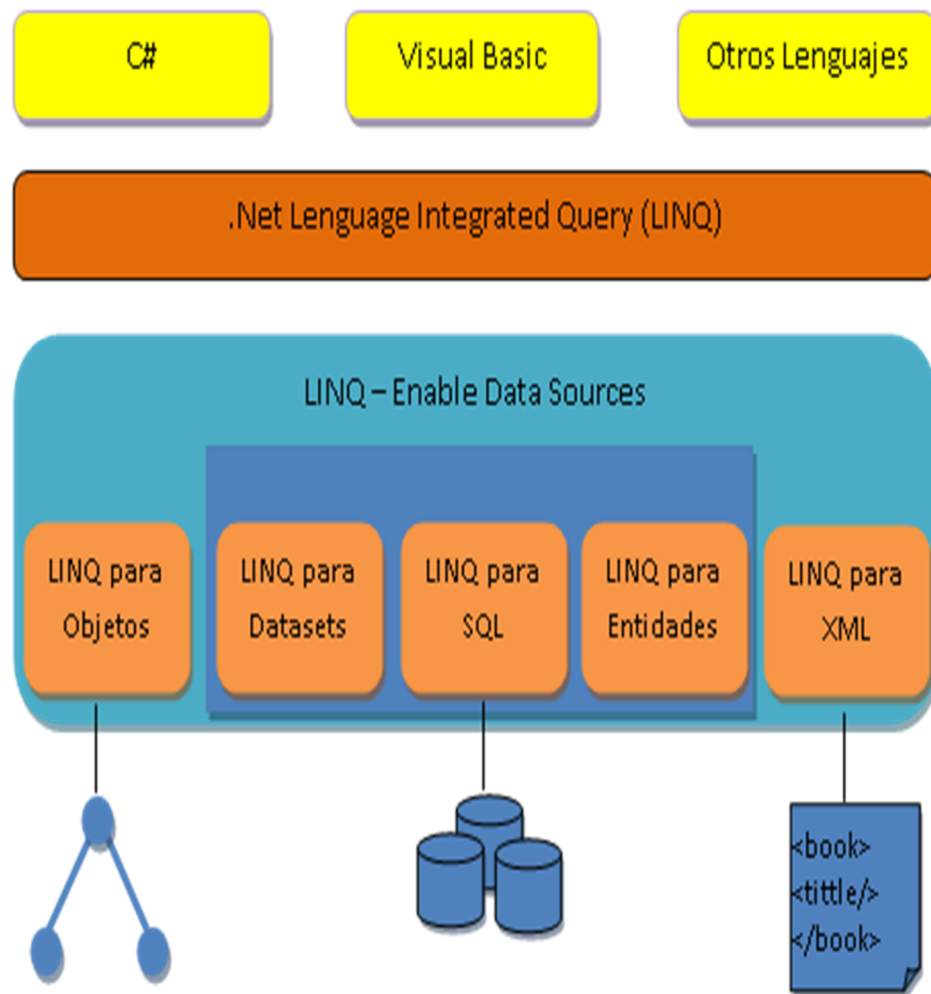 C#
Visual Basic
Otros Lenguajes
.Net Lenguage Integrated Query (LINQ)
LINQ – Enable Data Sources
LINQ para
Objetos
LINQ para
Datasets
LINQ para
SQL
LINQ para
Entidades
LINQ para
XML
<book>
<tittle/>
</book>